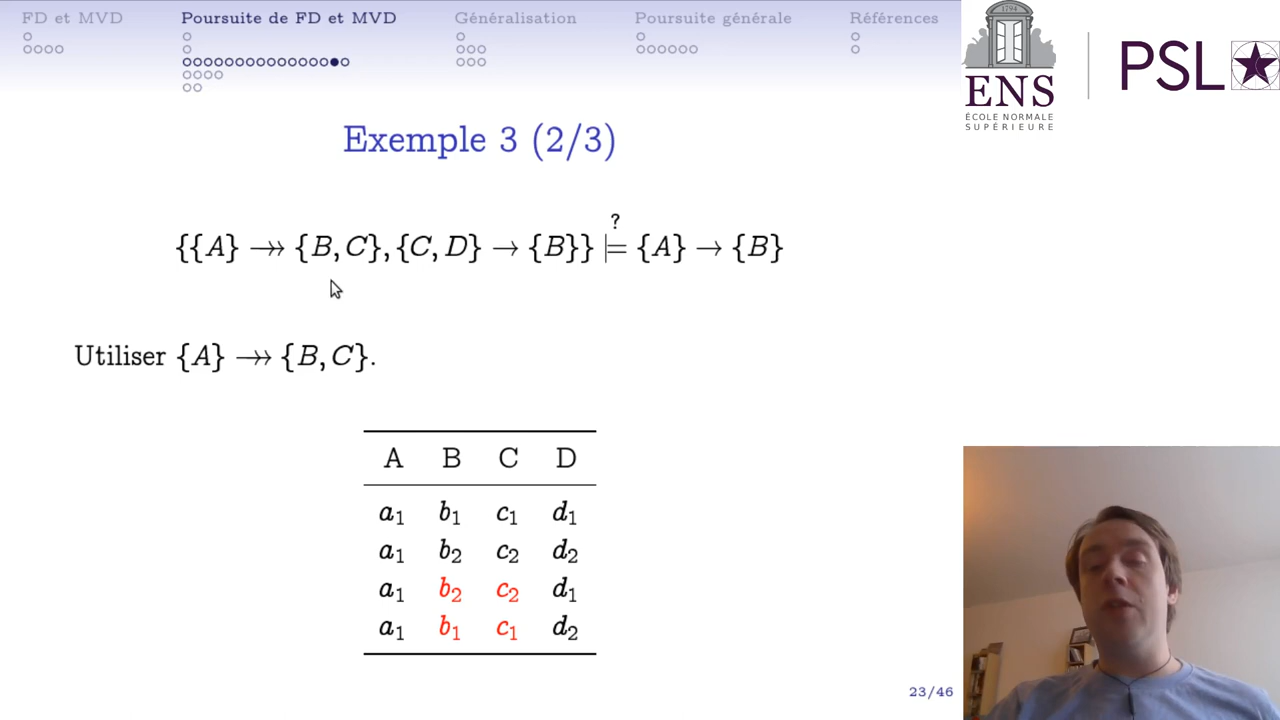 FD et MVD Poursuite de FD et MVD Généralisation Poursuite générale Références
1794
ENS
ÉCOLE NORMALE
SUPÉRIEURE
PSL
Exemple 3 (2/3)
{{A} ↠ {B, C}, {C, D} → {B}} ⊨? {A} → {B}
Utiliser {A} ↠ {B, C}.
A B C D
a₁ b₁ c₁ d₁
a₁ b₂ c₂ d₂
a₁ b₂ c₂ d₁
a₁ b₁ c₁ d₂
23/46